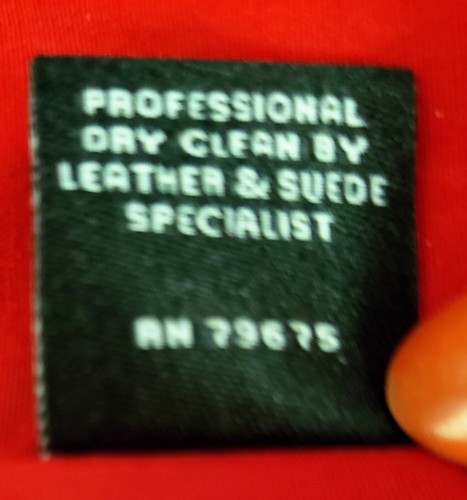 PROFESSIONAL
DRY CLEAN BY
LEATHER & SUEDE
SPECIALIST
RN 79675